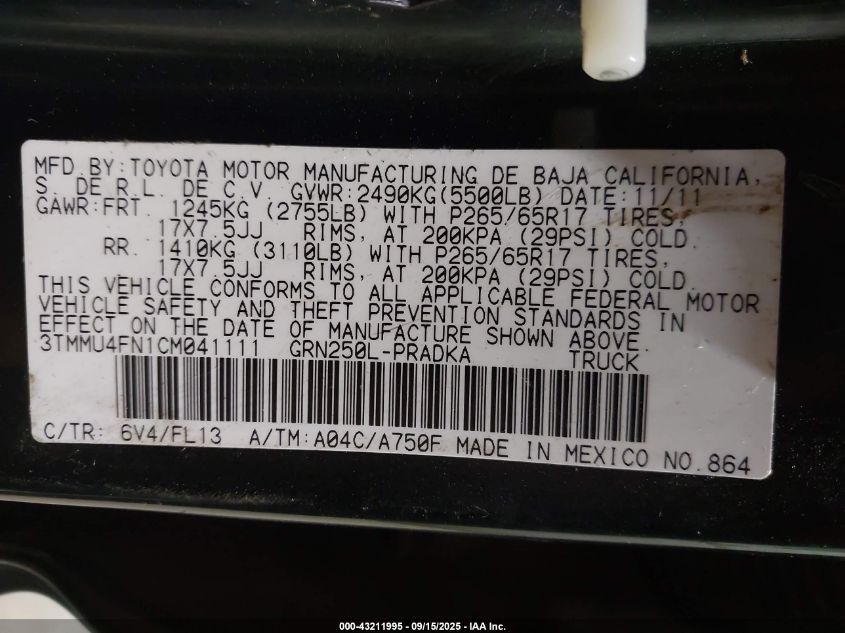 MFD.BY:TOYOTA MOTOR MANUFACTURING DE BAJA CALIFORNIA,
S. DE R.L. DE C.V. GVWR:2490KG(5500LB) DATE:11/11
GAWR:FRT. 1245KG (2755LB) WITH P265/65R17 TIRES,
17X7.5JJ RIMS, AT 200KPA (29PSI) COLD.
RR. 1410KG (3110LB) WITH P265/65R17 TIRES,
17X7.5JJ RIMS, AT 200KPA (29PSI) COLD.
THIS VEHICLE CONFORMS TO ALL APPLICABLE FEDERAL MOTOR
VEHICLE SAFETY AND THEFT PREVENTION STANDARDS IN
EFFECT ON THE DATE OF MANUFACTURE SHOWN ABOVE.
3TMMU4FN1CM041111 GRN250L-PRADKA TRUCK
C/TR: 6V4/FL13 A/TM:A04C/A750F MADE IN MEXICO NO.864
000-43211995 - 09/15/2025 - IAA Inc.